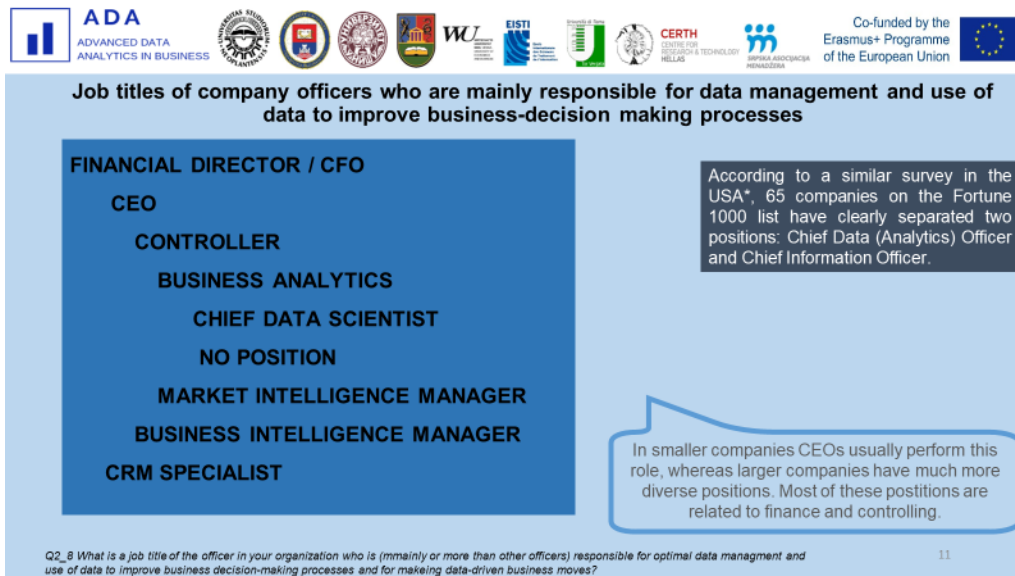 ADA
ADVANCED DATA
ANALYTICS IN BUSINESS
WU
EISTI
CERTH
CENTRE FOR
RESEARCH & TECHNOLOGY
HELLAS
SRPSKA ASOCIJACIJA
MENADŽERA
Co-funded by the
Erasmus+ Programme
of the European Union
Job titles of company officers who are mainly responsible for data management and use of
data to improve business-decision making processes
FINANCIAL DIRECTOR / CFO
CEO
CONTROLLER
BUSINESS ANALYTICS
CHIEF DATA SCIENTIST
NO POSITION
MARKET INTELLIGENCE MANAGER
BUSINESS INTELLIGENCE MANAGER
CRM SPECIALIST
According to a similar survey in the
USA*, 65 companies on the Fortune
1000 list have clearly separated two
positions: Chief Data (Analytics) Officer
and Chief Information Officer.
In smaller companies CEOs usually perform this
role, whereas larger companies have much more
diverse positions. Most of these postitions are
related to finance and controlling.
Q2_8 What is a job title of the officer in your organization who is (mmainly or more than other officers) responsible for optimal data managment and
use of data to improve business decision-making processes and for makeing data-driven business moves?
11